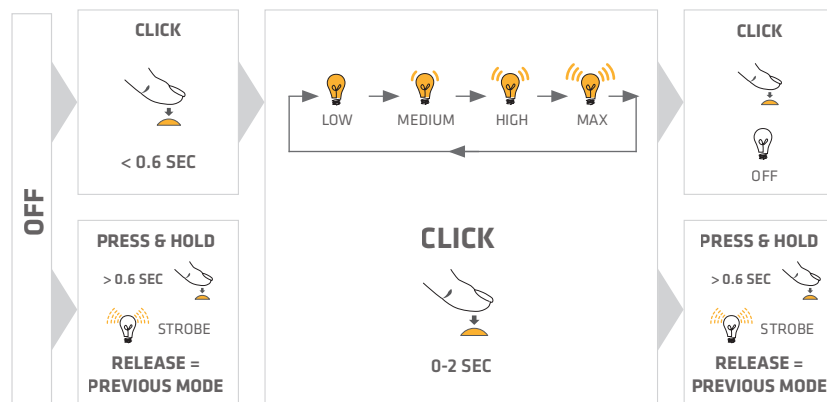 OFF
CLICK
< 0.6 SEC
PRESS & HOLD
> 0.6 SEC
STROBE
RELEASE =
PREVIOUS MODE
LOW
MEDIUM
HIGH
MAX
CLICK
0-2 SEC
CLICK
OFF
PRESS & HOLD
> 0.6 SEC
STROBE
RELEASE =
PREVIOUS MODE